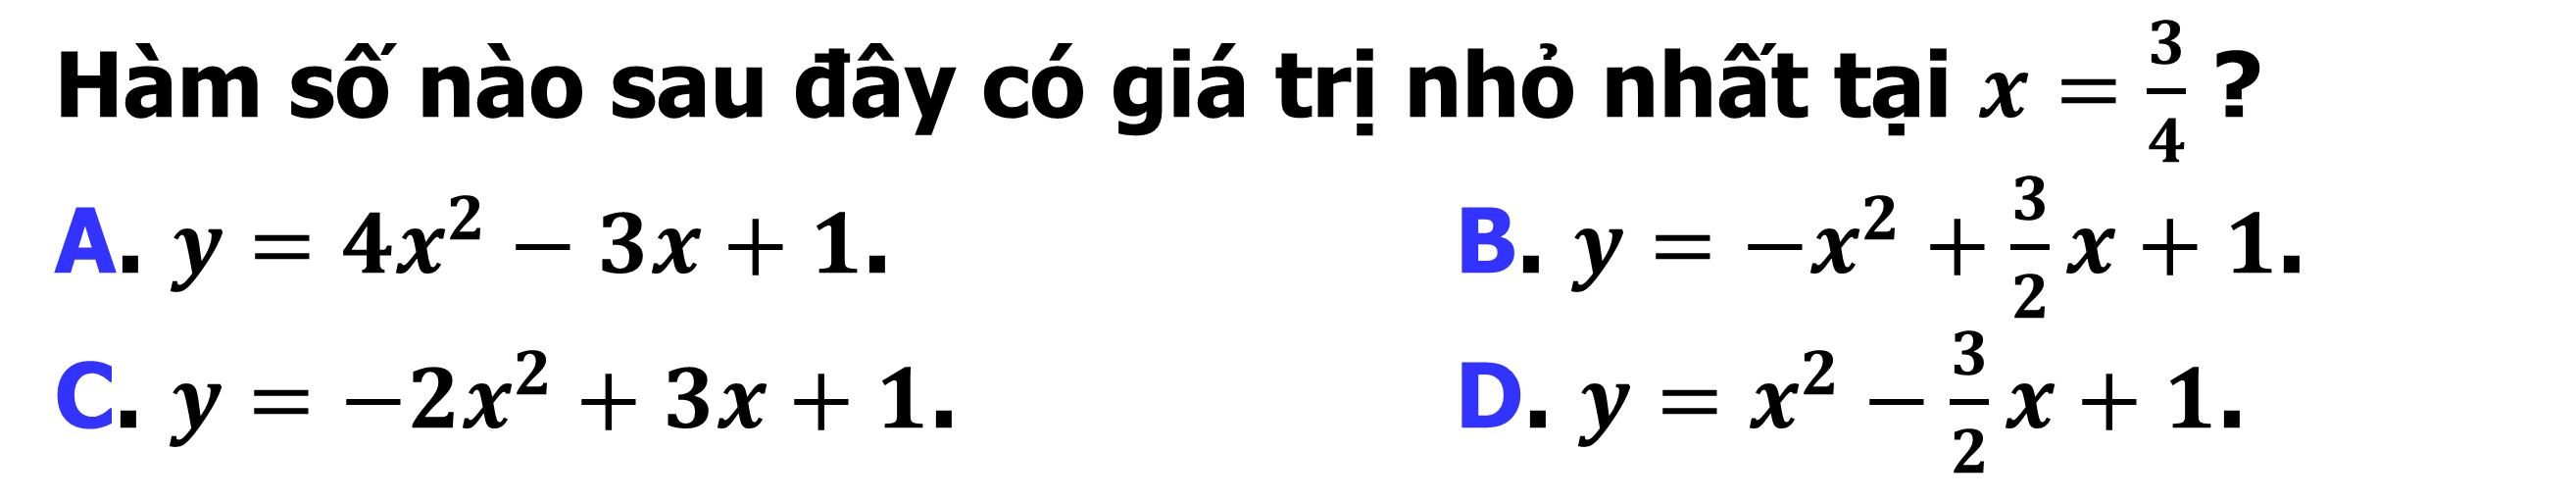 Hàm số nào sau đây có giá trị nhỏ nhất tại x = 3/4 ?
A. y = 4x² − 3x + 1. B. y = −x² + 3/2 x + 1.
C. y = −2x² + 3x + 1. D. y = x² − 3/2 x + 1.